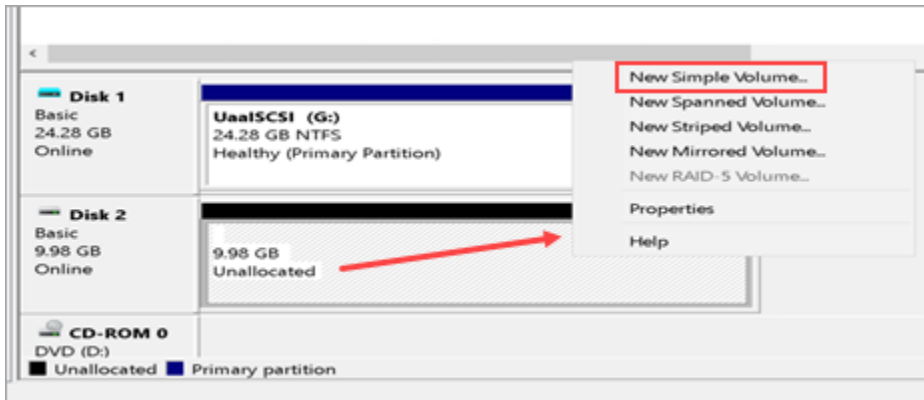 Disk 1
Basic
24.28 GB
Online
UaaISCSI (G:)
24.28 GB NTFS
Healthy (Primary Partition)
New Simple Volume...
New Spanned Volume...
New Striped Volume...
New Mirrored Volume...
New RAID-5 Volume...
Properties
Help
Disk 2
Basic
9.98 GB
Online
9.98 GB
Unallocated
CD-ROM 0
DVD (D:)
Unallocated
Primary partition